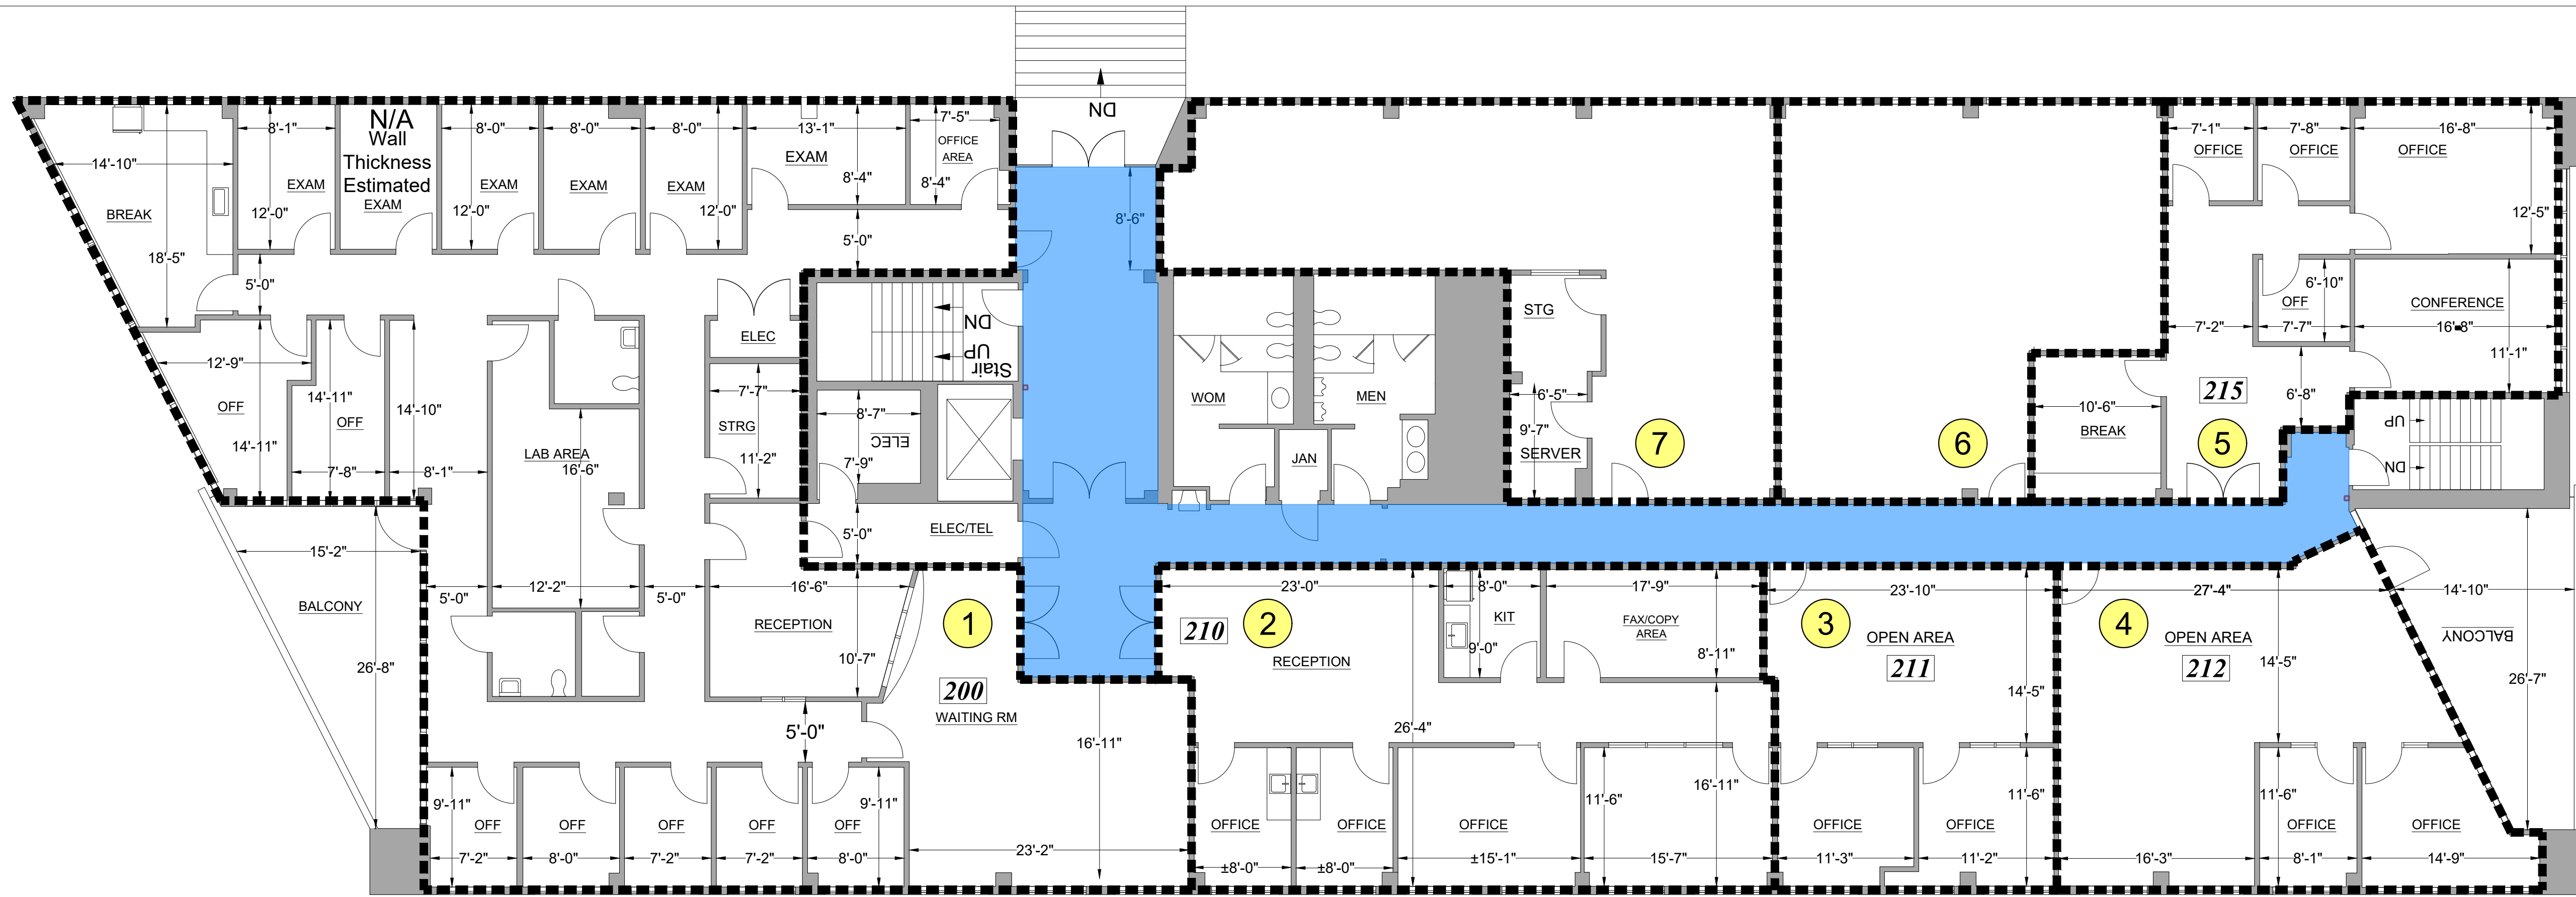 DN
N/A
Wall
Thickness
Estimated
EXAM
8'-1"
8'-0"
8'-0"
8'-0"
13'-1"
7'-5"
OFFICE
AREA
14'-10"
BREAK
18'-5"
EXAM
12'-0"
EXAM
12'-0"
EXAM
EXAM
12'-0"
EXAM
8'-4"
8'-4"
5'-0"
5'-0"
8'-6"
7'-1"
OFFICE
7'-8"
OFFICE
16'-8"
OFFICE
12'-5"
6'-10"
OFF
7'-7"
7'-2"
CONFERENCE
16'-8"
11'-1"
6'-8"
215
10'-6"
BREAK
5
6
7
STG
6'-5"
9'-7"
SERVER
WOM
MEN
JAN
UP
DN
ELEC
7'-7"
STRG
11'-2"
DN
UP
Stair
8'-7"
ELEC
7'-9"
12'-9"
OFF
14'-11"
14'-11"
OFF
7'-8"
14'-10"
8'-1"
LAB AREA
16'-6"
12'-2"
5'-0"
5'-0"
ELEC/TEL
5'-0"
15'-2"
BALCONY
26'-8"
16'-6"
RECEPTION
10'-7"
1
200
WAITING RM
5'-0"
16'-11"
23'-2"
9'-11"
OFF
7'-2"
OFF
8'-0"
OFF
7'-2"
OFF
7'-2"
OFF
9'-11"
8'-0"
23'-0"
210
2
RECEPTION
8'-0"
KIT
9'-0"
17'-9"
FAX/COPY
AREA
8'-11"
26'-4"
16'-11"
OFFICE
±8'-0"
OFFICE
±8'-0"
OFFICE
±15'-1"
11'-6"
15'-7"
23'-10"
3
OPEN AREA
211
14'-5"
OFFICE
11'-3"
OFFICE
11'-6"
11'-2"
27'-4"
4
OPEN AREA
212
14'-5"
16'-3"
11'-6"
OFFICE
8'-1"
OFFICE
14'-9"
14'-10"
BALCONY
26'-7"